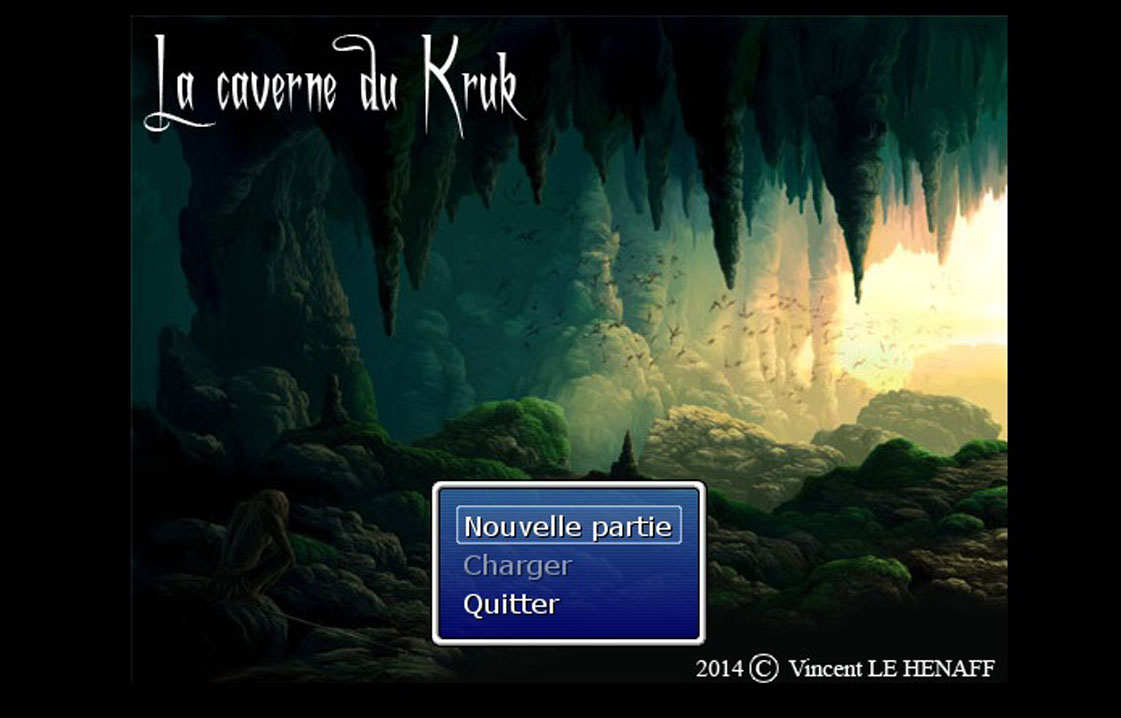 La caverne du Kruk
Nouvelle partie
Charger
Quitter
2014 © Vincent LE HENAFF